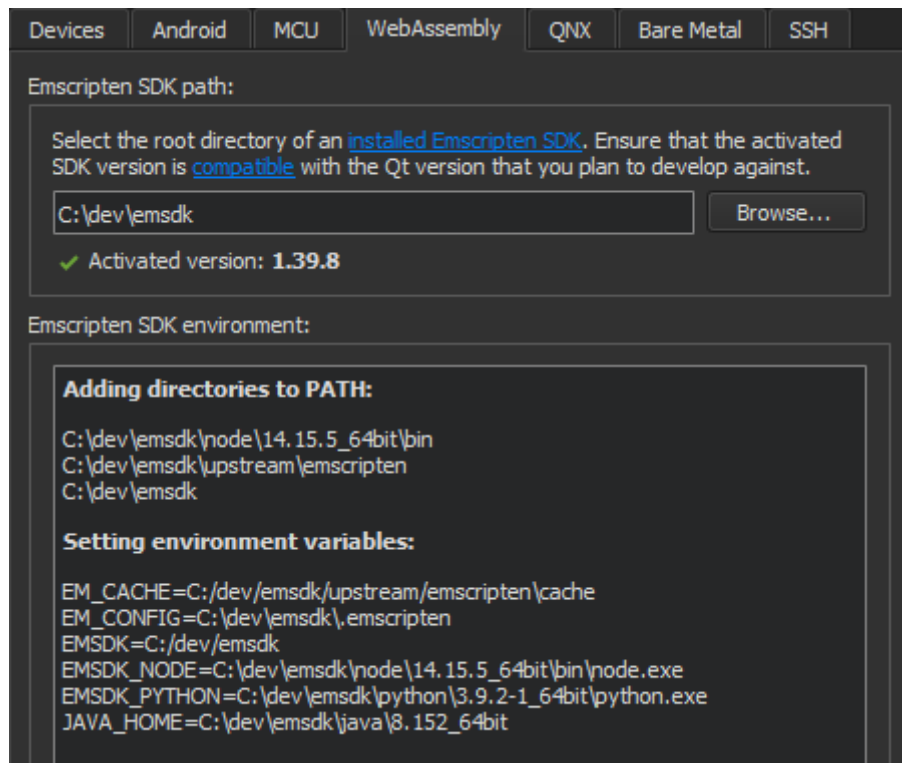 Devices Android MCU WebAssembly QNX Bare Metal SSH
Emscripten SDK path:
Select the root directory of an installed Emscripten SDK. Ensure that the activated
SDK version is compatible with the Qt version that you plan to develop against.
C:\dev\emsdk Browse...
Activated version: 1.39.8
Emscripten SDK environment:
Adding directories to PATH:
C:\dev\emsdk\node\14.15.5_64bit\bin
C:\dev\emsdk\upstream\emscripten
C:\dev\emsdk
Setting environment variables:
EM_CACHE=C:/dev/emsdk/upstream/emscripten\cache
EM_CONFIG=C:\dev\emsdk\.emscripten
EMSDK=C:/dev/emsdk
EMSDK_NODE=C:\dev\emsdk\node\14.15.5_64bit\bin\node.exe
EMSDK_PYTHON=C:\dev\emsdk\python\3.9.2-1_64bit\python.exe
JAVA_HOME=C:\dev\emsdk\java\8.152_64bit